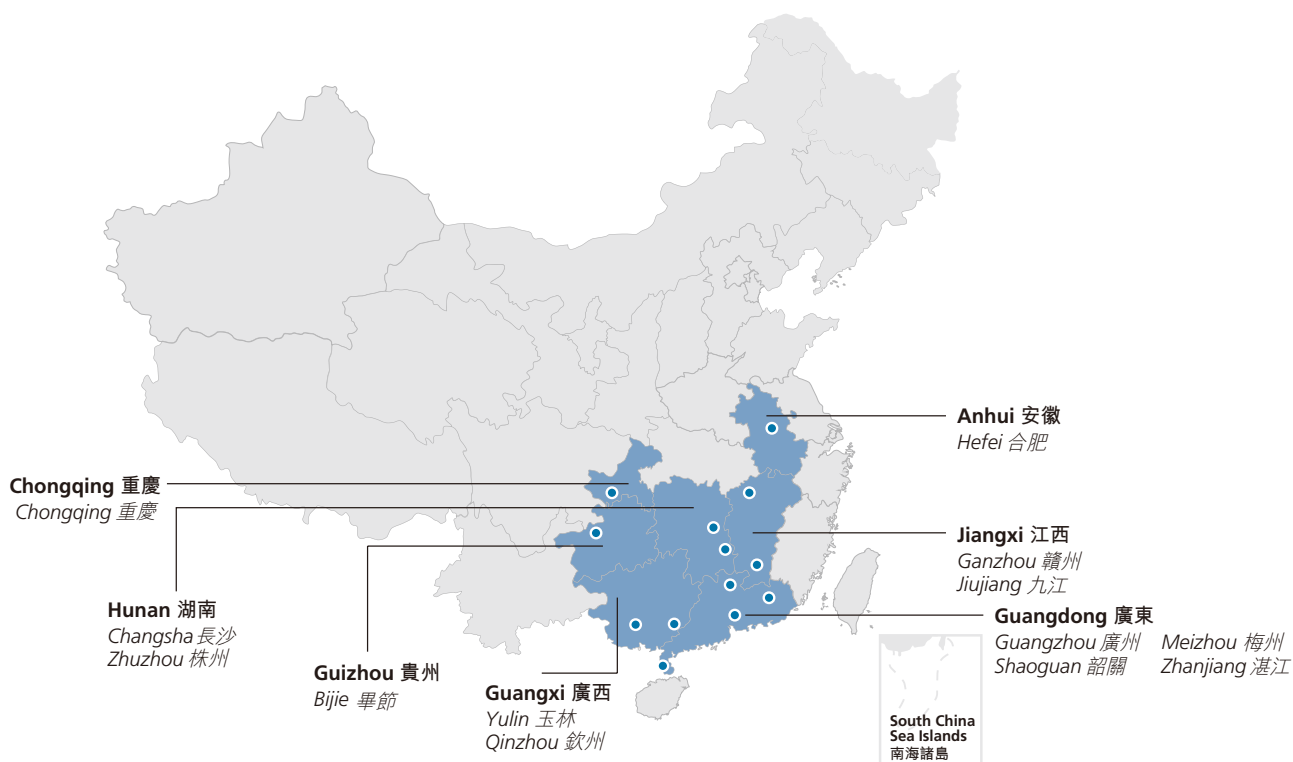 Anhui 安徽
Hefei 合肥
Chongqing 重慶
Chongqing 重慶
Jiangxi 江西
Ganzhou 贛州
Jiujiang 九江
Hunan 湖南
Changsha 長沙
Zhuzhou 株州
Guangdong 廣東
Guangzhou 廣州 Meizhou 梅州
Shaoguan 韶關 Zhanjiang 湛江
Guizhou 貴州
Bijie 畢節
Guangxi 廣西
Yulin 玉林
Qinzhou 欽州
South China
Sea Islands
南海諸島